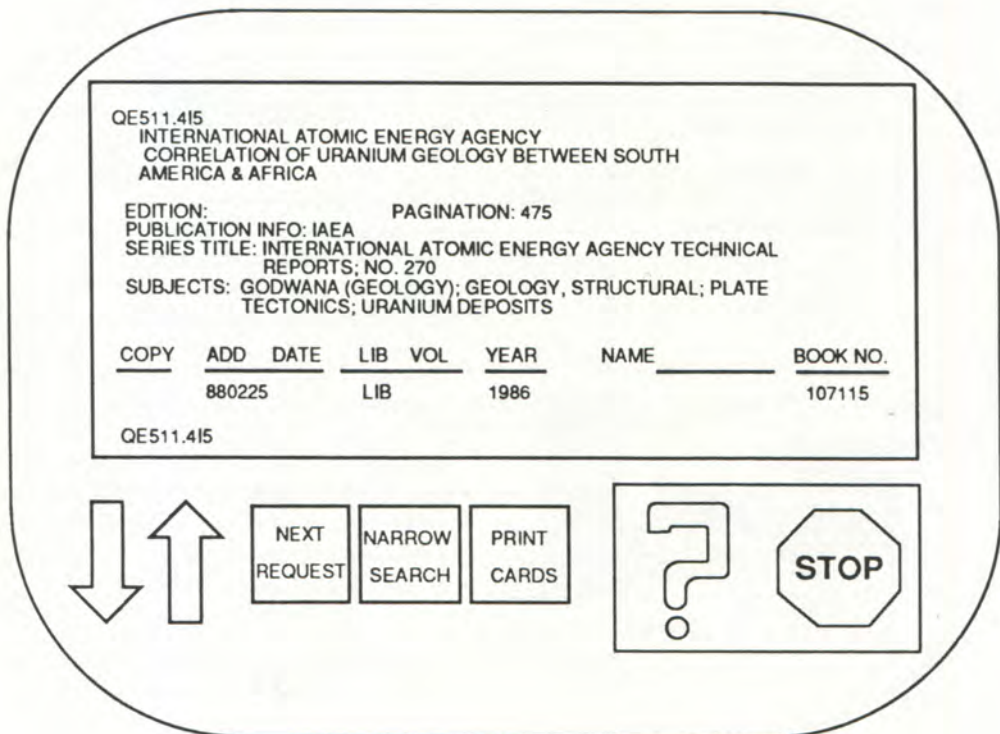 QE511.4I5
INTERNATIONAL ATOMIC ENERGY AGENCY
CORRELATION OF URANIUM GEOLOGY BETWEEN SOUTH
AMERICA & AFRICA
EDITION: PAGINATION: 475
PUBLICATION INFO: IAEA
SERIES TITLE: INTERNATIONAL ATOMIC ENERGY AGENCY TECHNICAL
REPORTS; NO. 270
SUBJECTS: GODWANA (GEOLOGY); GEOLOGY, STRUCTURAL; PLATE
TECTONICS; URANIUM DEPOSITS
COPY ADD DATE LIB VOL YEAR NAME BOOK NO.
880225 LIB 1986 107115
QE511.4I5
NEXT
REQUEST
NARROW
SEARCH
PRINT
CARDS
?
STOP